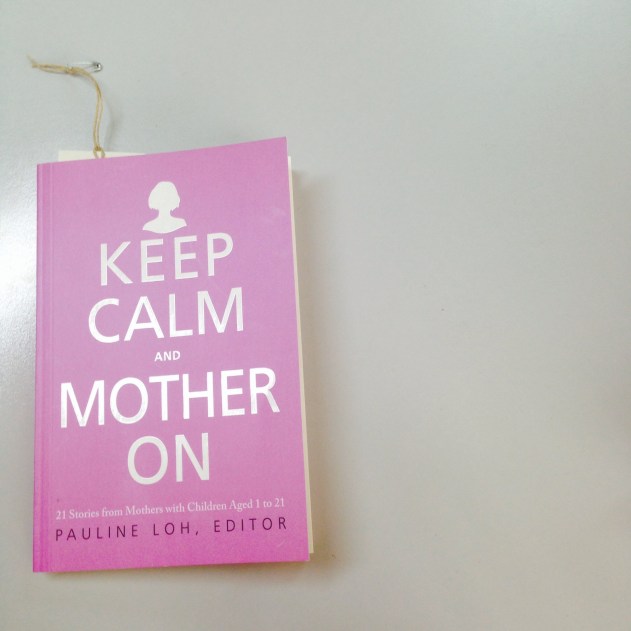 KEEP
CALM
AND
MOTHER
ON
21 Stories from Mothers with Children Aged 1 to 21
PAULINE LOH, EDITOR